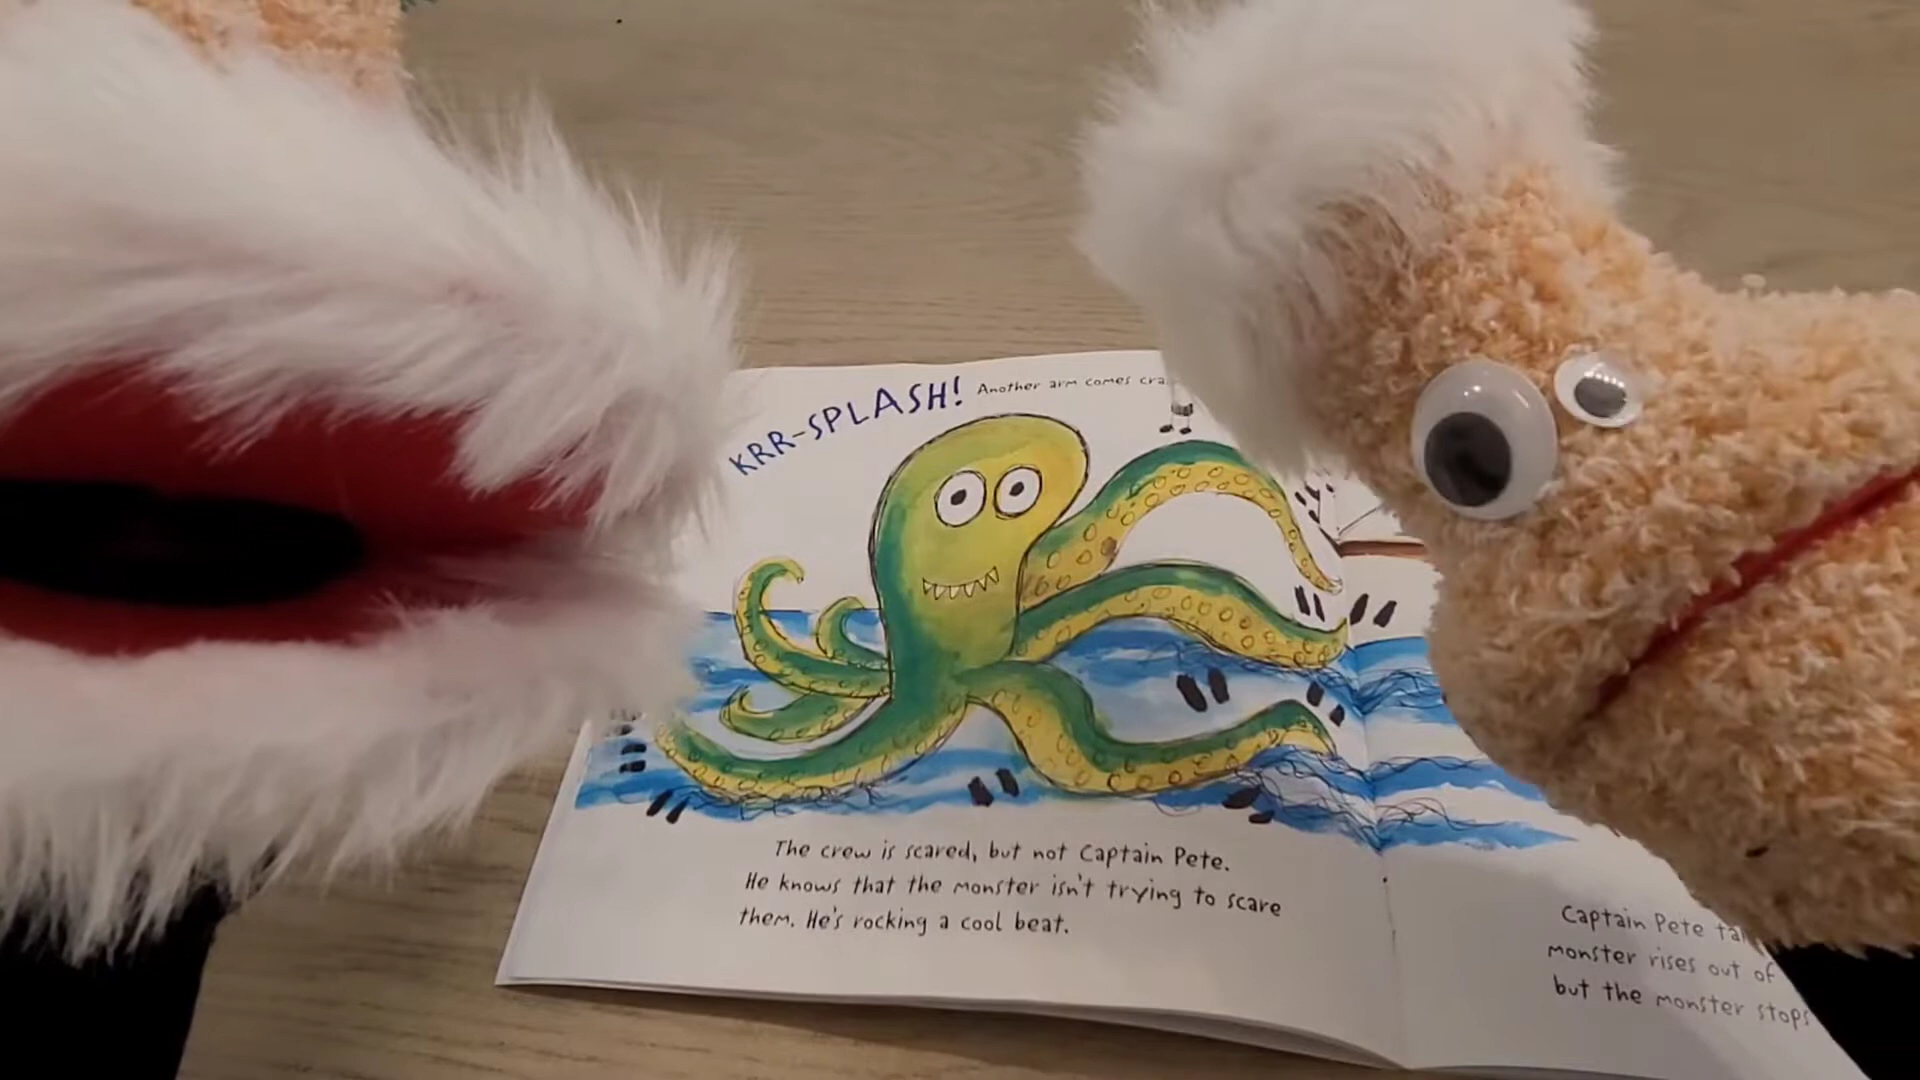 KRR-SPLASH! Another arm comes
The crew is scared, but not Captain Pete.
He knows that the monster isn't trying to scare
them. He's rocking a cool beat.
Captain Pete
monster rises out of
but the monster stops